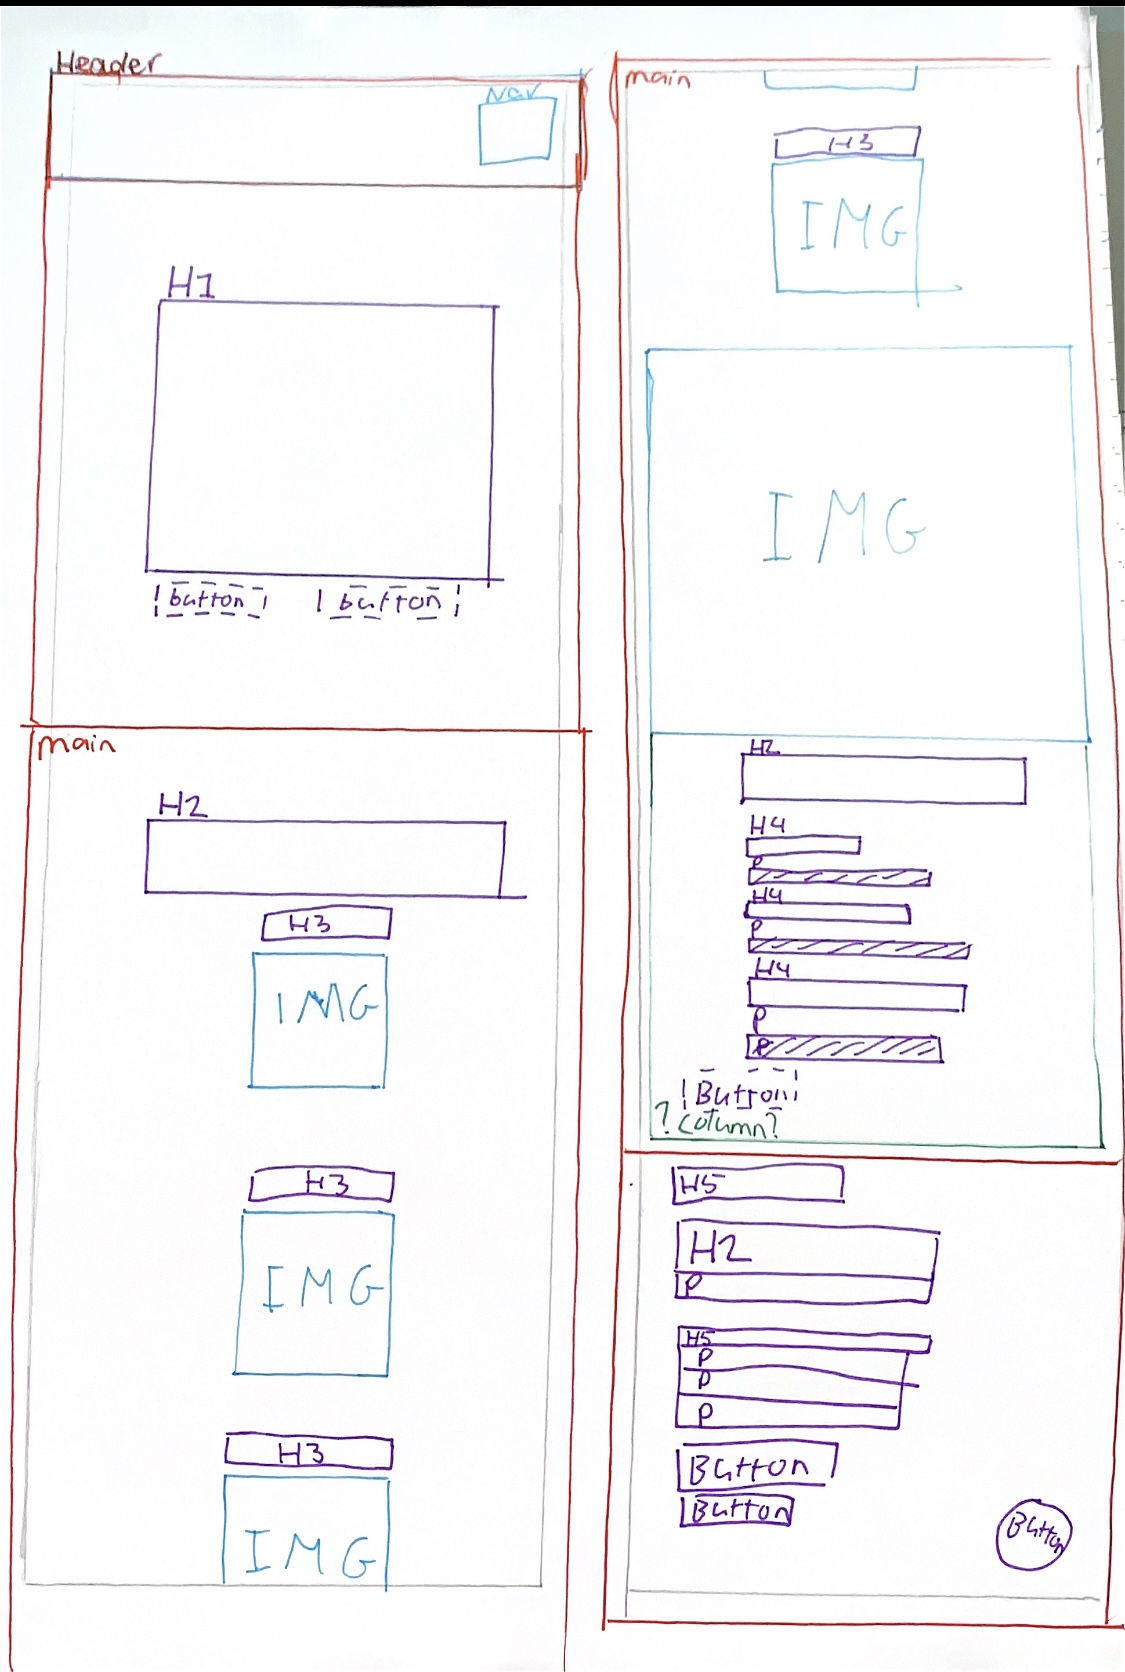 Header
Nav
H1
button
button
main
H2
H3
IMG
H3
IMG
H3
IMG
main
H3
IMG
IMG
H2
H4
P
H4
P
H4
P
P
Button
? Column?
H5
H2
P
H5
P
P
P
Button
Button
Button